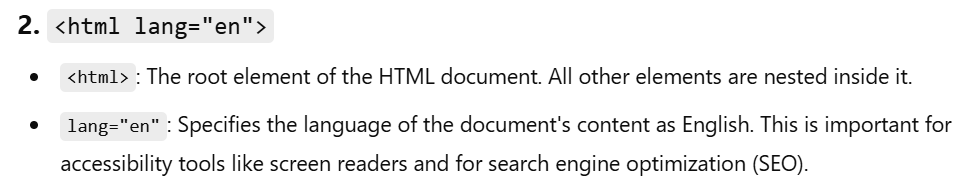 2. <html lang="en">
• <html>: The root element of the HTML document. All other elements are nested inside it.
• lang="en": Specifies the language of the document's content as English. This is important for
accessibility tools like screen readers and for search engine optimization (SEO).